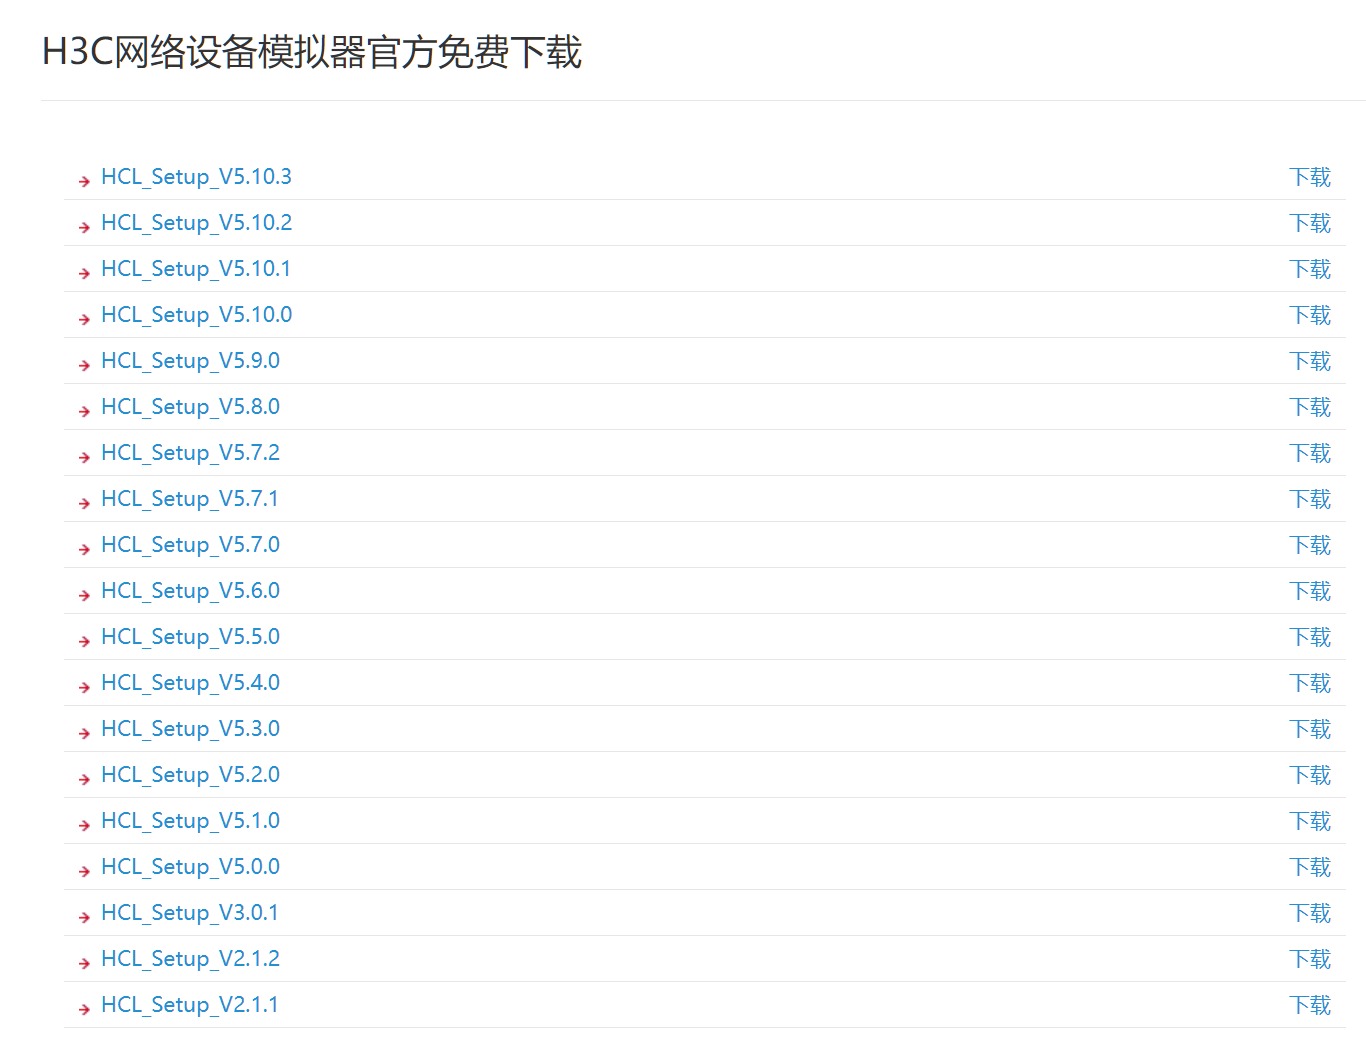 H3C网络设备模拟器官方免费下载
HCL_Setup_V5.10.3 下载
HCL_Setup_V5.10.2 下载
HCL_Setup_V5.10.1 下载
HCL_Setup_V5.10.0 下载
HCL_Setup_V5.9.0 下载
HCL_Setup_V5.8.0 下载
HCL_Setup_V5.7.2 下载
HCL_Setup_V5.7.1 下载
HCL_Setup_V5.7.0 下载
HCL_Setup_V5.6.0 下载
HCL_Setup_V5.5.0 下载
HCL_Setup_V5.4.0 下载
HCL_Setup_V5.3.0 下载
HCL_Setup_V5.2.0 下载
HCL_Setup_V5.1.0 下载
HCL_Setup_V5.0.0 下载
HCL_Setup_V3.0.1 下载
HCL_Setup_V2.1.2 下载
HCL_Setup_V2.1.1 下载